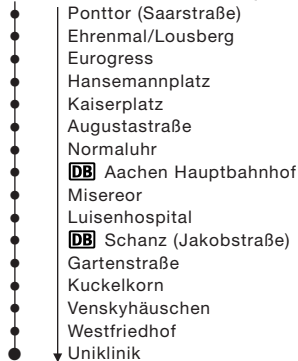 Ponttor (Saarstraße)
Ehrenmal/Lousberg
Eurogress
Hansemannplatz
Kaiserplatz
Augustastraße
Normaluhr
DB Aachen Hauptbahnhof
Misereor
Luisenhospital
DB Schanz (Jakobstraße)
Gartenstraße
Kuckelkorn
Venskyhäuschen
Westfriedhof
Uniklinik